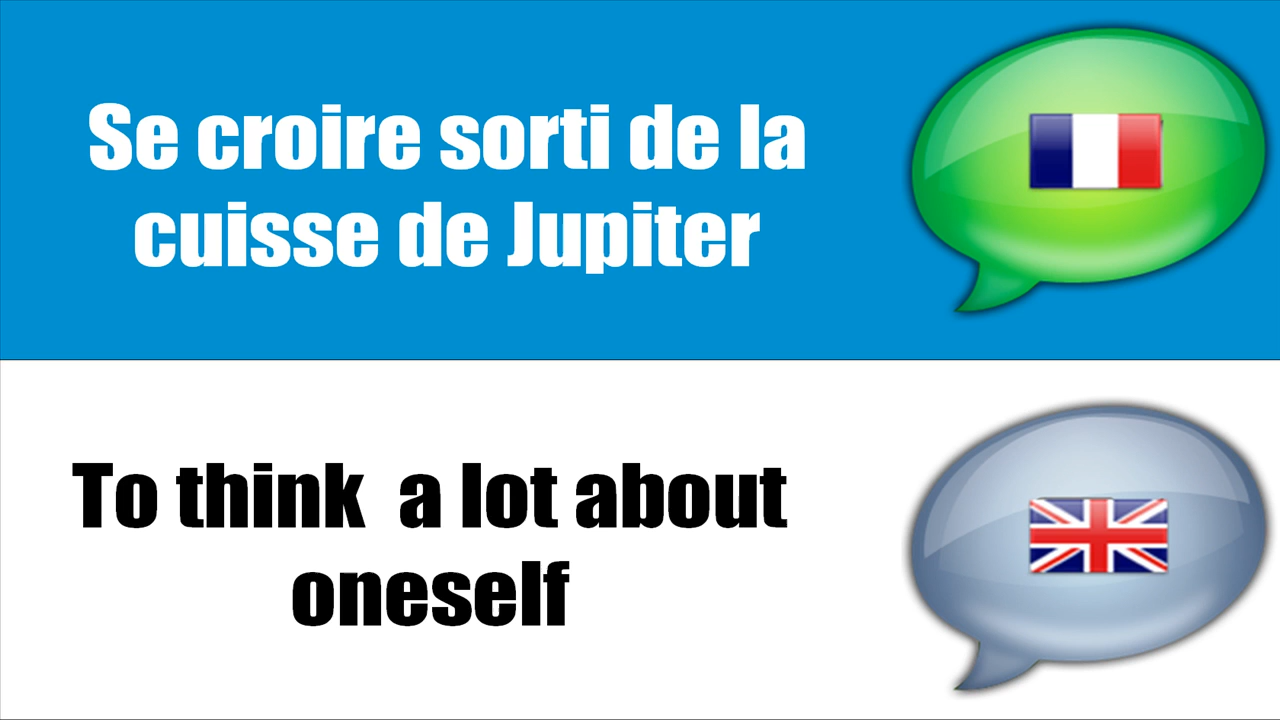 Se croire sorti de la
cuisse de Jupiter
To think  a lot about
oneself